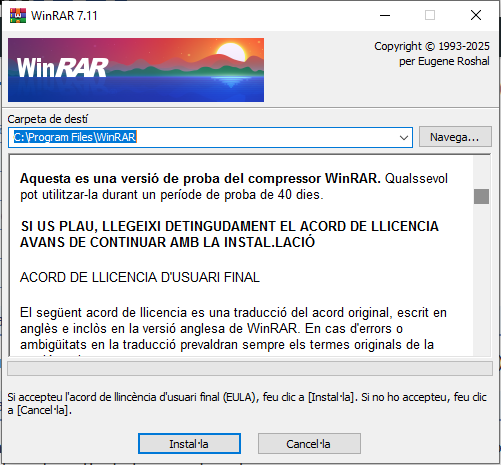 WinRAR 7.11
WinRAR
Copyright © 1993-2025
per Eugene Roshal
Carpeta de destí
C:\Program Files\WinRAR
Navega...
Aquesta es una versió de proba del compressor WinRAR. Qualssevol
pot utilitzar-la durant un període de proba de 40 dies.
SI US PLAU, LLEGEIXI DETINGUDAMENT EL ACORD DE LLICENCIA
AVANS DE CONTINUAR AMB LA INSTAL.LACIÓ
ACORD DE LLICENCIA D'USUARI FINAL
El següent acord de llicencia es una traducció del acord original, escrit en
anglès e inclòs en la versió anglesa de WinRAR. En cas d'errors o
ambigüitats en la traducció prevaldran sempre els termes originals de la
Si accepteu l'acord de llincència d'usuari final (EULA), feu clic a [Instal·la]. Si no ho accepteu, feu clic
a [Cancel·la].
Instal·la
Cancel·la